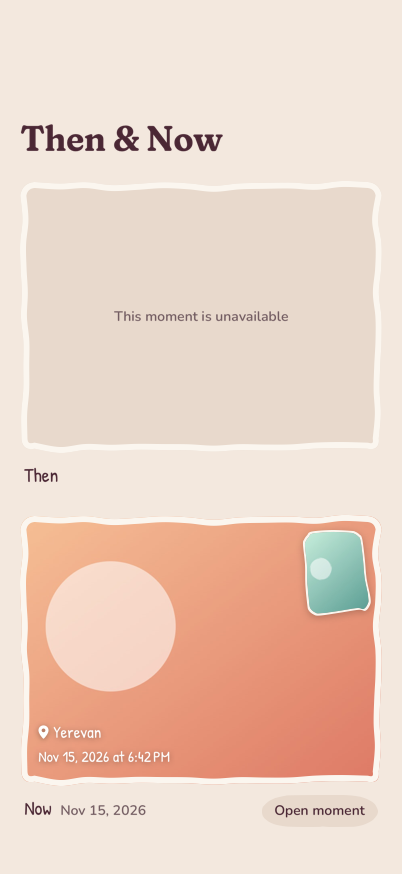 Then & Now
This moment is unavailable
Then
Yerevan
Nov 15, 2026 at 6:42 PM
Now Nov 15, 2026
Open moment